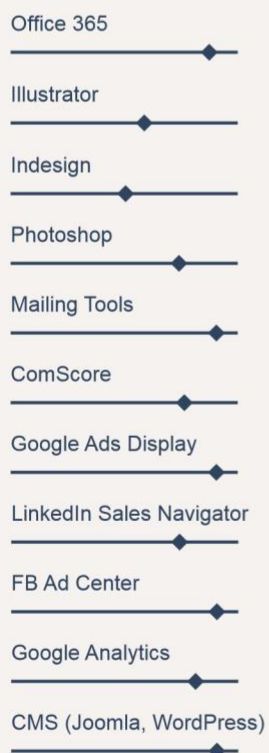 Office 365
Illustrator
Indesign
Photoshop
Mailing Tools
ComScore
Google Ads Display
LinkedIn Sales Navigator
FB Ad Center
Google Analytics
CMS (Joomla, WordPress)